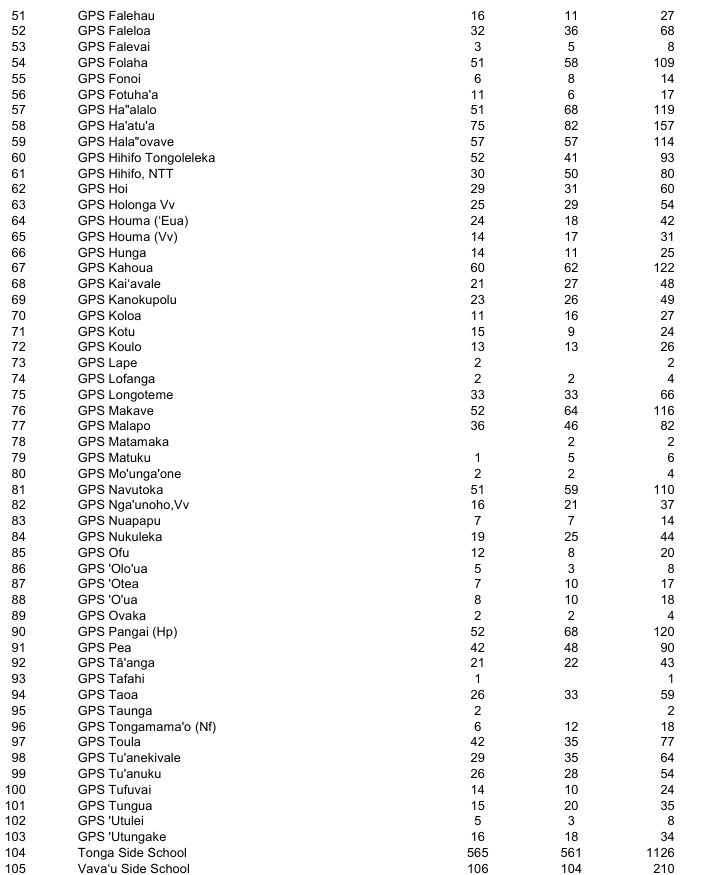 51 GPS Falehau 16 11 27
52 GPS Faleloa 32 36 68
53 GPS Falevai 3 5 8
54 GPS Folaha 51 58 109
55 GPS Fonoi 6 8 14
56 GPS Fotuha'a 11 6 17
57 GPS Ha"alalo 51 68 119
58 GPS Ha'atu'a 75 82 157
59 GPS Hala"ovave 57 57 114
60 GPS Hihifo Tongoleleka 52 41 93
61 GPS Hihifo, NTT 30 50 80
62 GPS Hoi 29 31 60
63 GPS Holonga Vv 25 29 54
64 GPS Houma ('Eua) 24 18 42
65 GPS Houma (Vv) 14 17 31
66 GPS Hunga 14 11 25
67 GPS Kahoua 60 62 122
68 GPS Kai'avale 21 27 48
69 GPS Kanokupolu 23 26 49
70 GPS Koloa 11 16 27
71 GPS Kotu 15 9 24
72 GPS Koulo 13 13 26
73 GPS Lape 2 2
74 GPS Lofanga 2 2 4
75 GPS Longoteme 33 33 66
76 GPS Makave 52 64 116
77 GPS Malapo 36 46 82
78 GPS Matamaka 2 2
79 GPS Matuku 1 5 6
80 GPS Mo'unga'one 2 2 4
81 GPS Navutoka 51 59 110
82 GPS Nga'unoho,Vv 16 21 37
83 GPS Nuapapu 7 7 14
84 GPS Nukuleka 19 25 44
85 GPS Ofu 12 8 20
86 GPS 'Olo'ua 5 3 8
87 GPS 'Otea 7 10 17
88 GPS 'O'ua 8 10 18
89 GPS Ovaka 2 2 4
90 GPS Pangai (Hp) 52 68 120
91 GPS Pea 42 48 90
92 GPS Tā'anga 21 22 43
93 GPS Tafahi 1 1
94 GPS Taoa 26 33 59
95 GPS Taunga 2 2
96 GPS Tongamama'o (Nf) 6 12 18
97 GPS Toula 42 35 77
98 GPS Tu'anekivale 29 35 64
99 GPS Tu'anuku 26 28 54
100 GPS Tufuvai 14 10 24
101 GPS Tungua 15 20 35
102 GPS 'Utulei 5 3 8
103 GPS 'Utungake 16 18 34
104 Tonga Side School 565 561 1126
105 Vava'u Side School 106 104 210